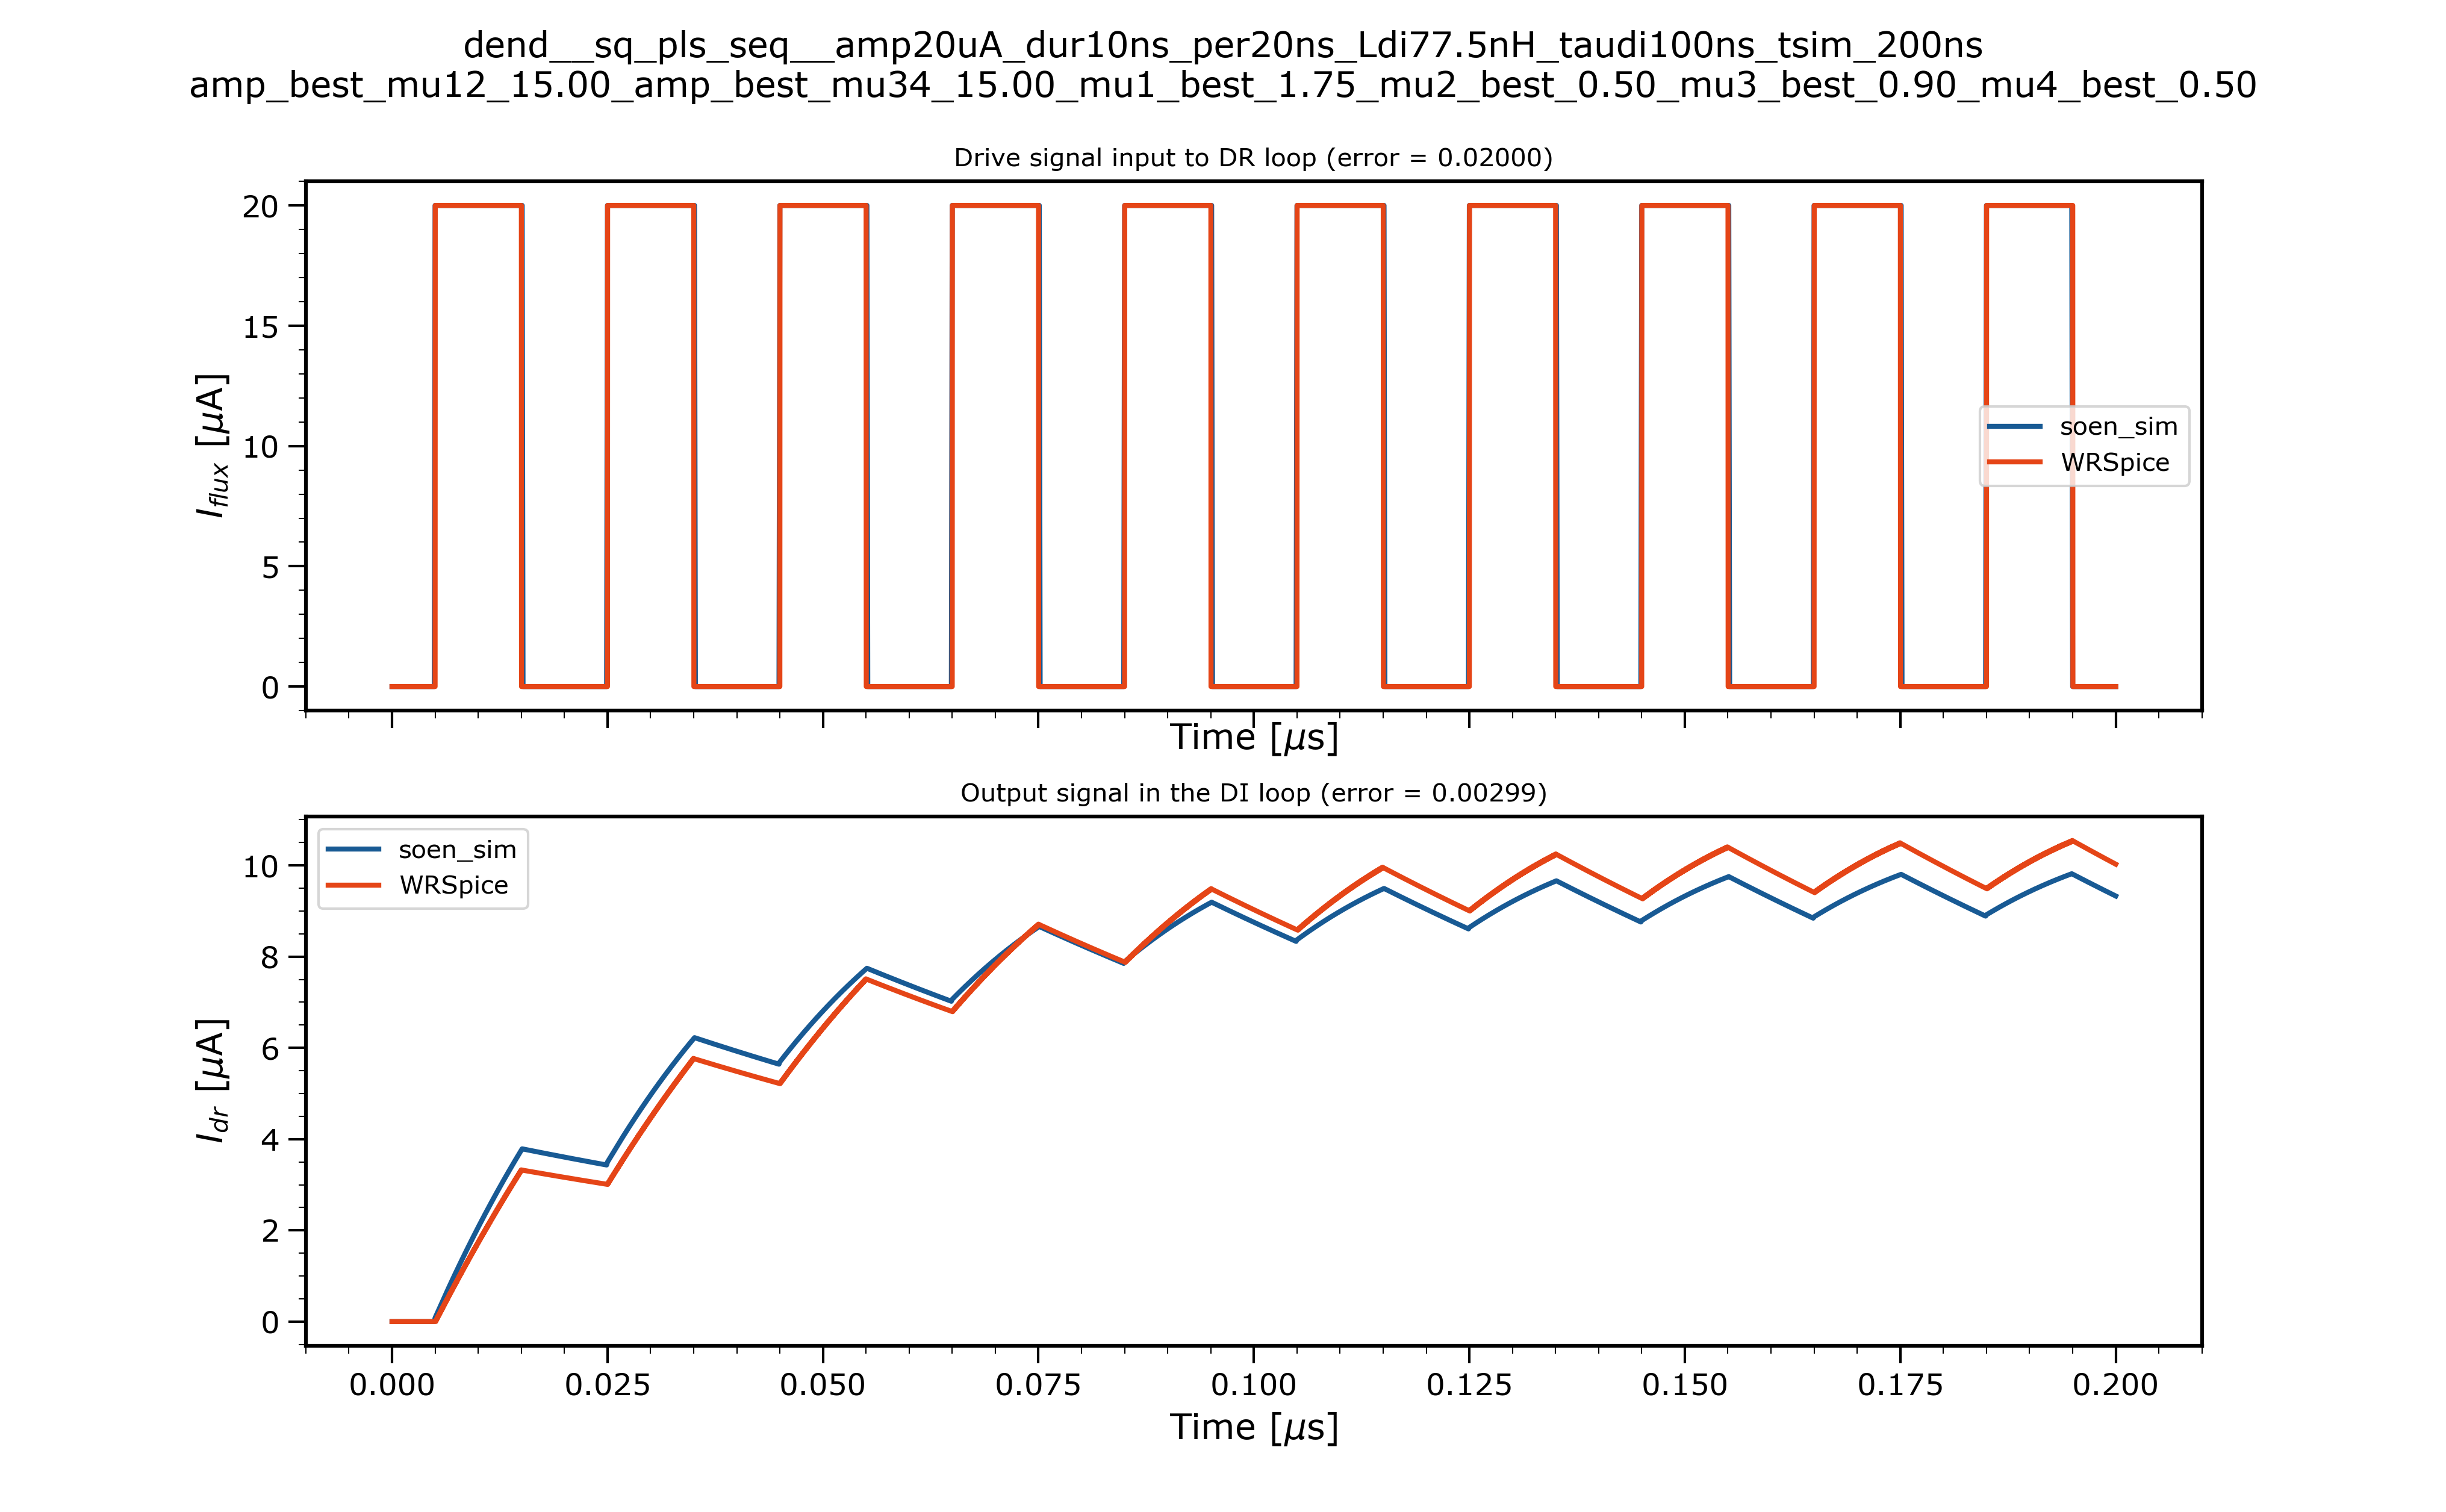 dend__sq_pls_seq__amp20uA_dur10ns_per20ns_Ldi77.5nH_taudi100ns_tsim_200ns
amp_best_mu12_15.00_amp_best_mu34_15.00_mu1_best_1.75_mu2_best_0.50_mu3_best_0.90_mu4_best_0.50
Drive signal input to DR loop (error = 0.02000)
20
15
10
5
0
I_flux [μA]
soen_sim
WRSpice
Time [μs]
Output signal in the DI loop (error = 0.00299)
10
8
6
4
2
0
I_dr [μA]
soen_sim
WRSpice
0.000 0.025 0.050 0.075 0.100 0.125 0.150 0.175 0.200
Time [μs]